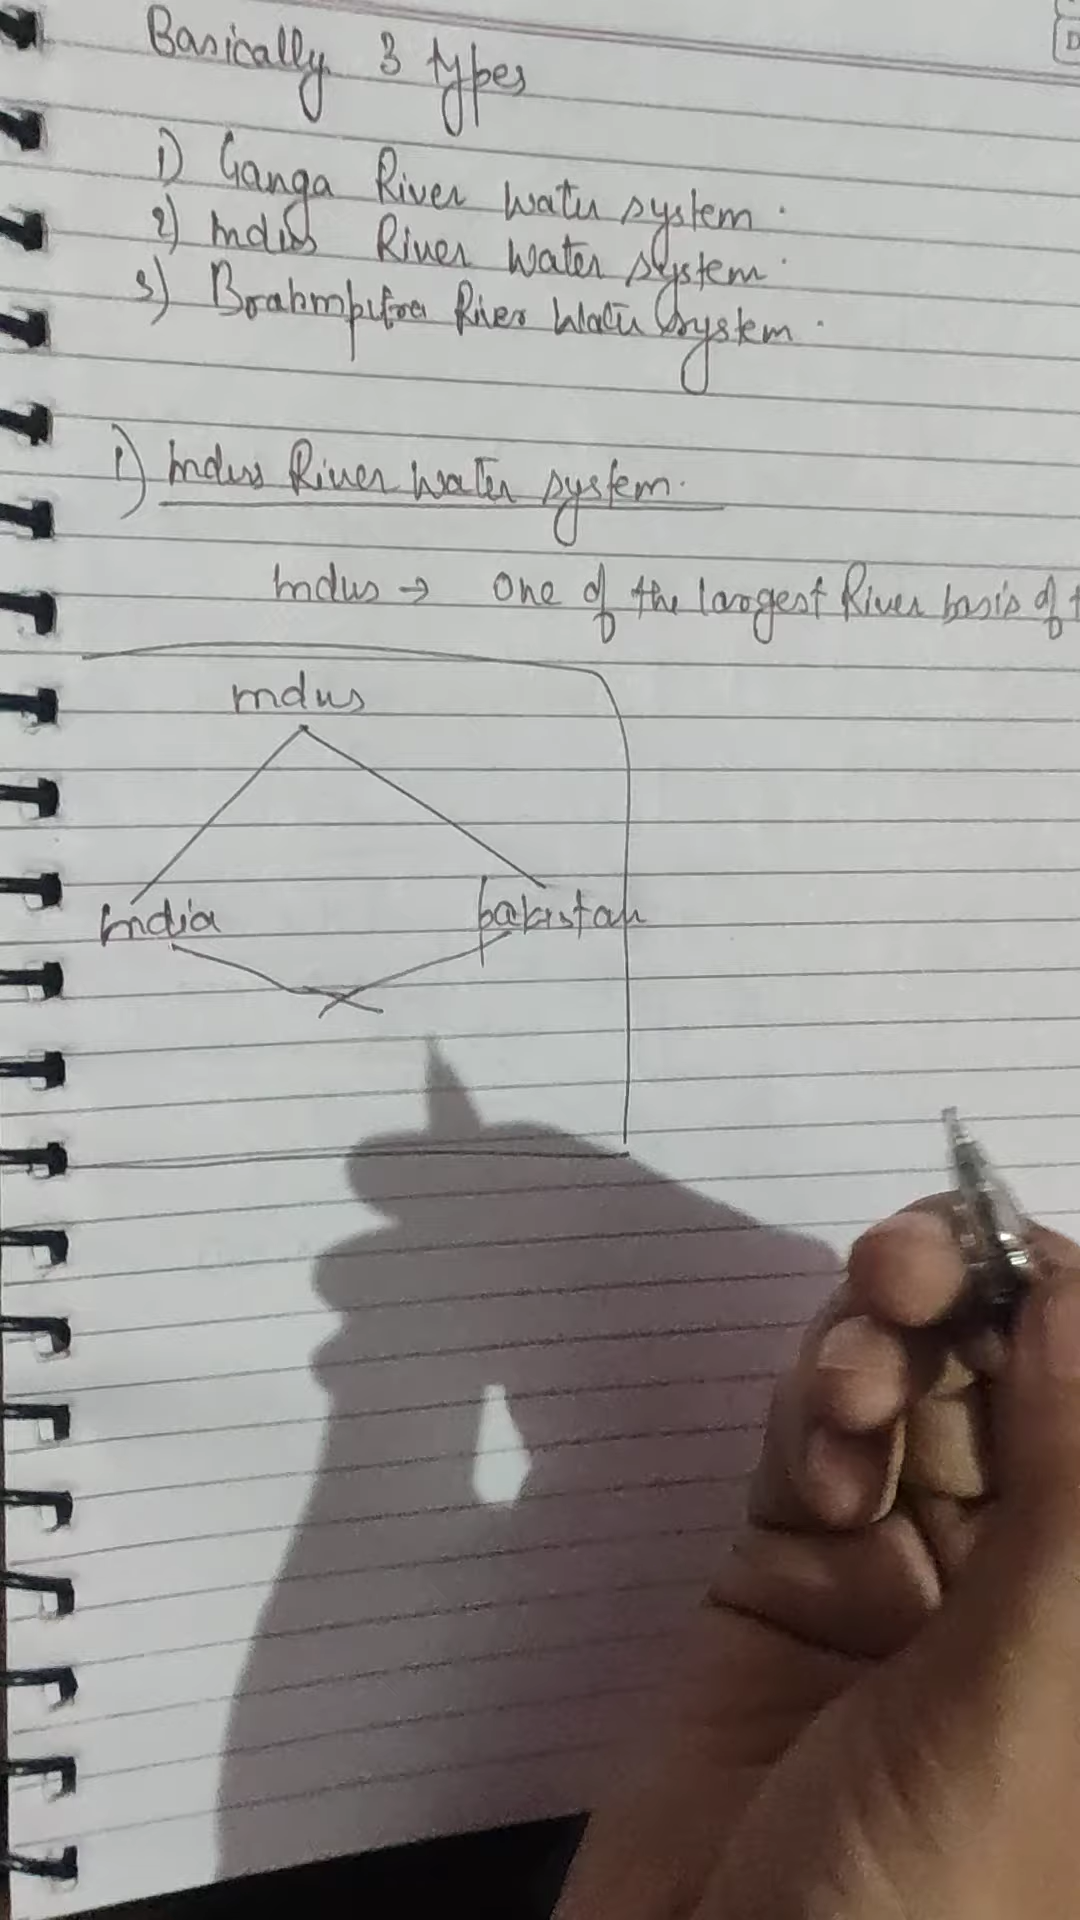 Basically 3 types
1) Ganga River Water system.
2) Indus River Water system.
3) Brahmputra River Water System.
1) Indus River Water system.
Indus → One of the largest River basis of
Indus
India pakistan
D